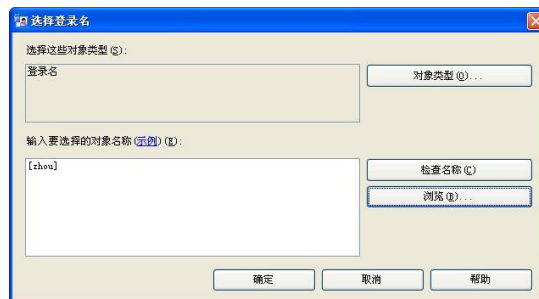 选择登录名
选择这些对象类型(S):
登录名
对象类型(O)...
输入要选择的对象名称(示例)(E):
[zhou]
检查名称(C)
浏览(B)...
确定
取消
帮助